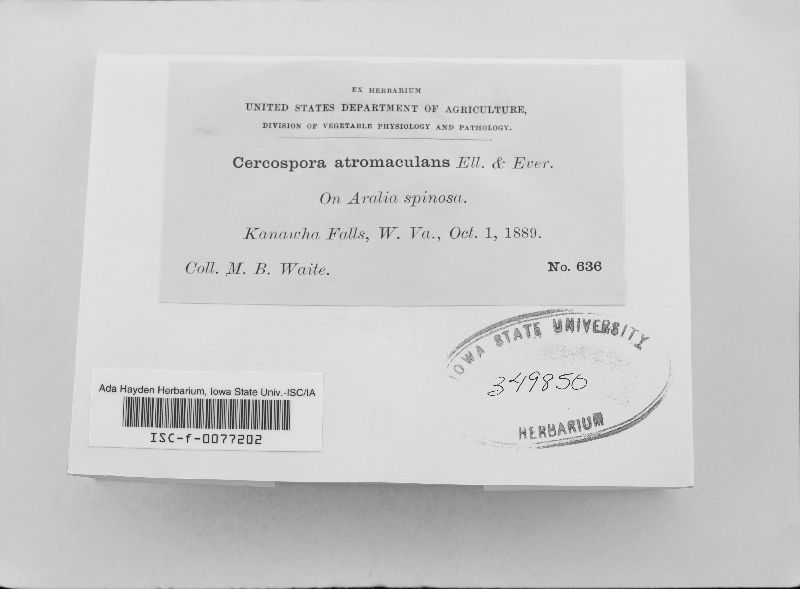 EX HERBARIUM
UNITED STATES DEPARTMENT OF AGRICULTURE,
DIVISION OF VEGETABLE PHYSIOLOGY AND PATHOLOGY.
Cercospora atromaculans Ell. & Ever.
On Aralia spinosa.
Kanawha Falls, W. Va., Oct. 1, 1889.
Coll. M. B. Waite. No. 636
IOWA STATE UNIVERSITY
349850
HERBARIUM
Ada Hayden Herbarium, Iowa State Univ.-ISC/IA
ISC-f-0077202